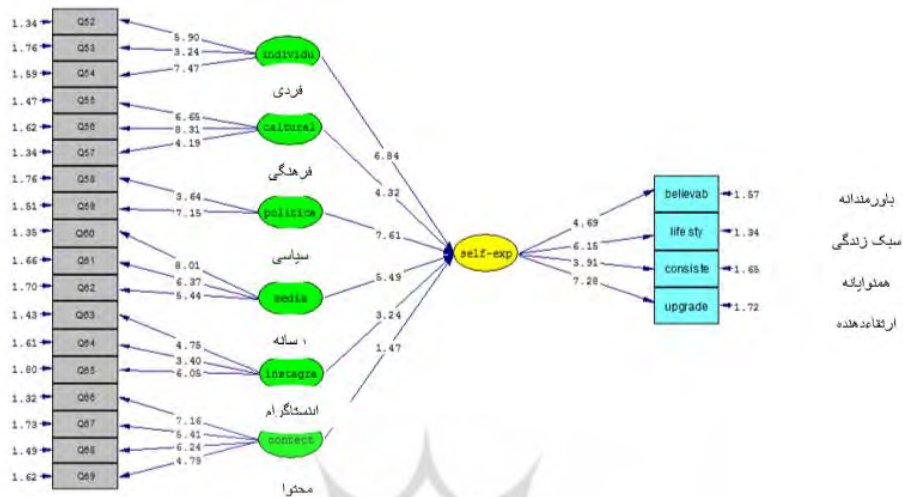 1.34 Q52
1.76 Q53
1.59 Q54
1.47 Q55
1.62 Q56
1.34 Q57
1.76 Q58
1.51 Q59
1.35 Q60
1.66 Q61
1.70 Q62
1.43 Q63
1.61 Q64
1.80 Q65
1.32 Q66
1.73 Q67
1.49 Q68
1.62 Q69
5.90
3.24
7.47
6.65
8.31
4.19
3.64
7.15
8.01
6.37
5.44
4.75
3.40
6.05
7.16
5.41
6.24
4.79
individu
فردی
caltural
فرهنگی
politica
سیاسی
media
رسانه
instagra
اینستاگرام
contect
محتوا
6.84
4.32
7.61
5.49
3.24
1.47
self-exp
4.69
6.15
3.91
7.28
believab 1.57 باورمندانه
life sty 1.34 سبک زندگی
consiste 1.65 همنوایانه
upgrade 1.72 ارتقاءدهنده